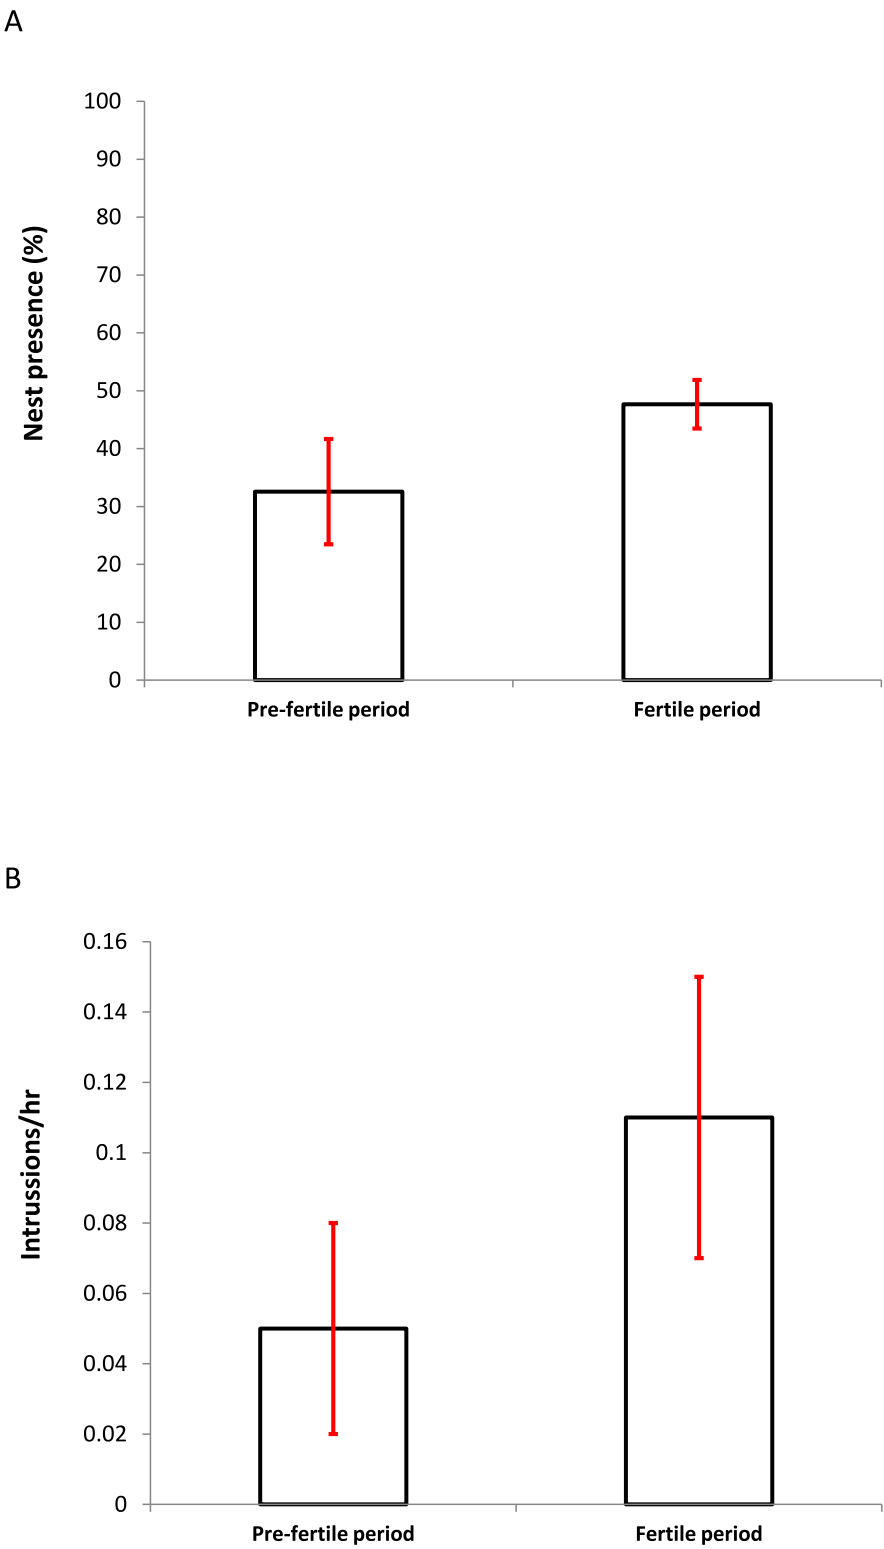 A
Nest presence (%)
100
90
80
70
60
50
40
30
20
10
0
Pre-fertile period
Fertile period
B
Intrussions/hr
0.16
0.14
0.12
0.1
0.08
0.06
0.04
0.02
0
Pre-fertile period
Fertile period